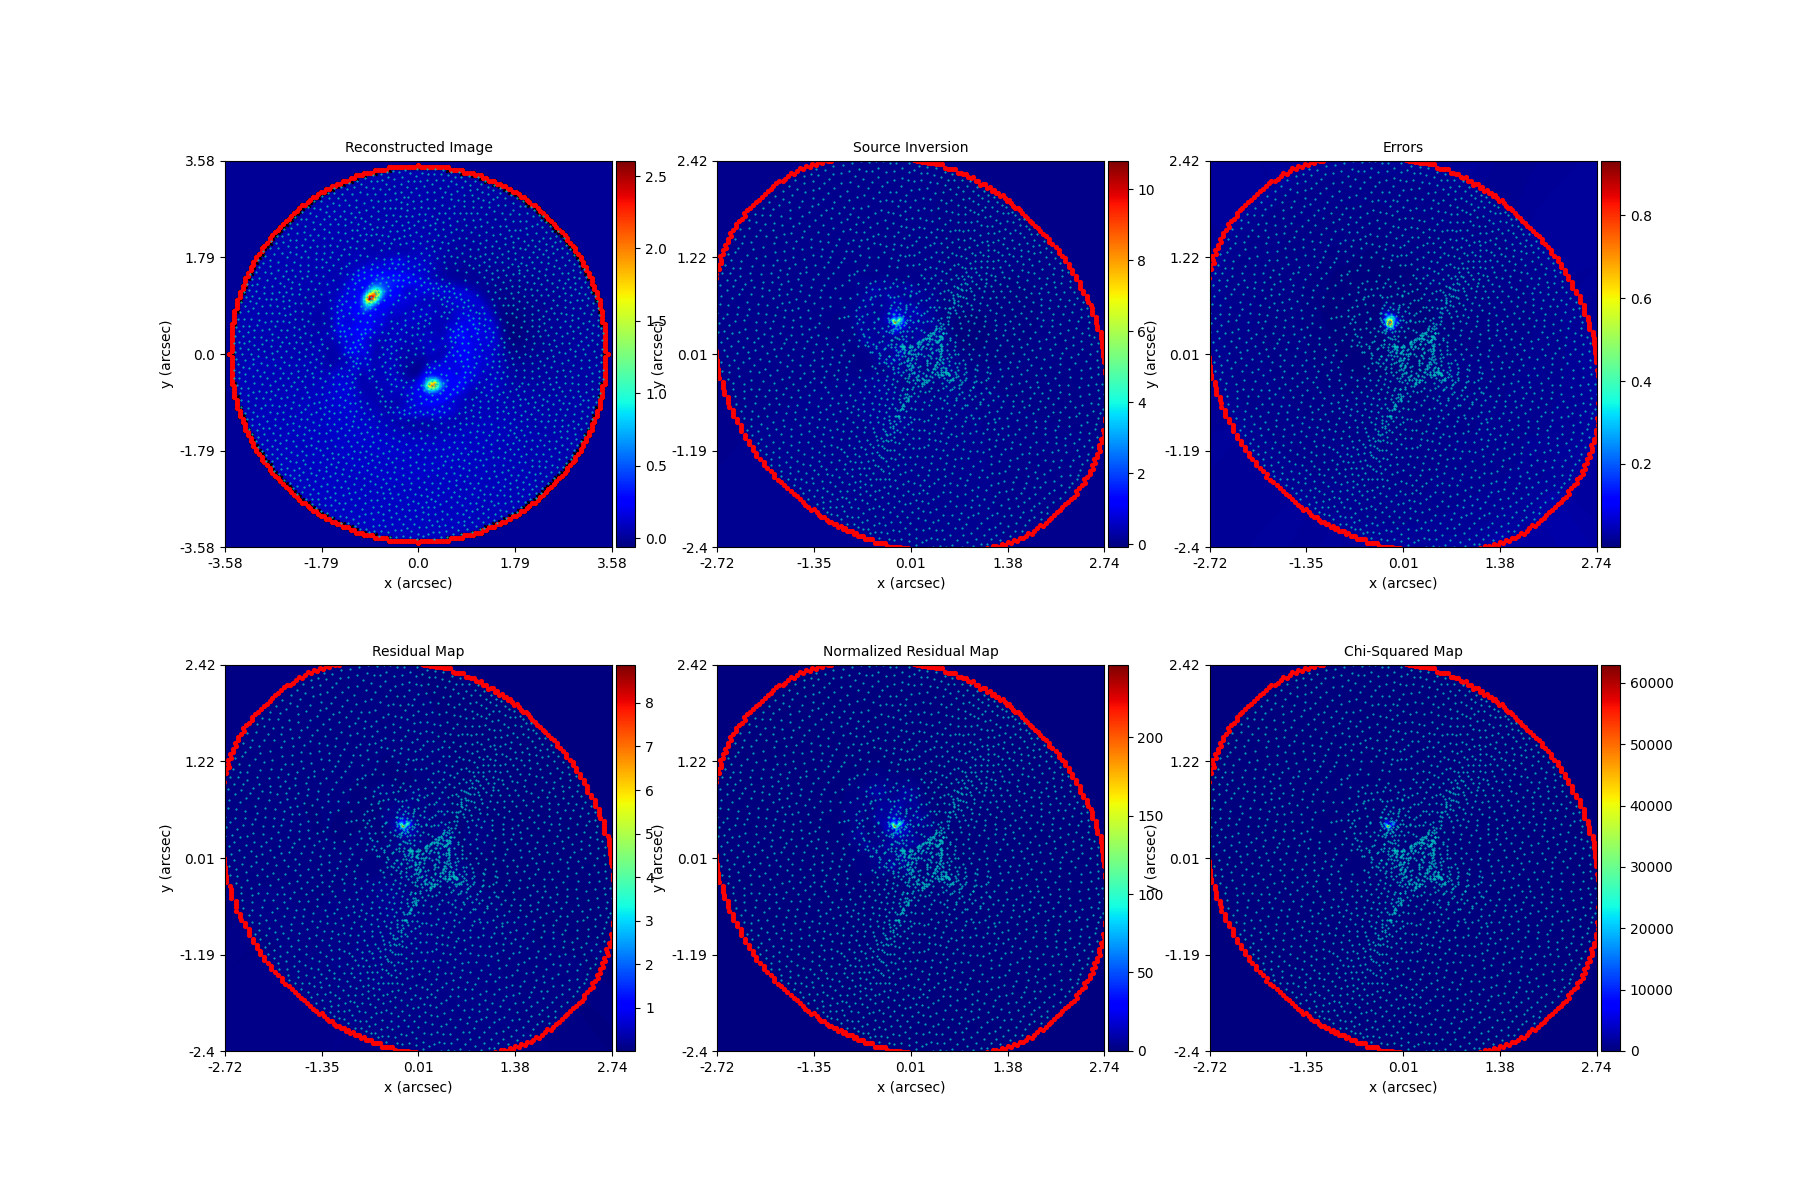 Reconstructed Image
3.58
1.79
0.0
-1.79
-3.58
y (arcsec)
-3.58 -1.79 0.0 1.79 3.58
x (arcsec)
2.5
2.0
1.5
1.0
0.5
0.0
Source Inversion
2.42
1.22
0.01
-1.19
-2.4
y (arcsec)
-2.72 -1.35 0.01 1.38 2.74
x (arcsec)
10
8
6
4
2
0
Errors
2.42
1.22
0.01
-1.19
-2.4
y (arcsec)
-2.72 -1.35 0.01 1.38 2.74
x (arcsec)
0.8
0.6
0.4
0.2
Residual Map
2.42
1.22
0.01
-1.19
-2.4
y (arcsec)
-2.72 -1.35 0.01 1.38 2.74
x (arcsec)
8
7
6
5
4
3
2
1
Normalized Residual Map
2.42
1.22
0.01
-1.19
-2.4
y (arcsec)
-2.72 -1.35 0.01 1.38 2.74
x (arcsec)
200
150
100
50
0
Chi-Squared Map
2.42
1.22
0.01
-1.19
-2.4
y (arcsec)
-2.72 -1.35 0.01 1.38 2.74
x (arcsec)
60000
50000
40000
30000
20000
10000
0